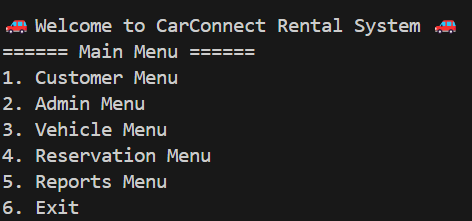 🚗 Welcome to CarConnect Rental System 🚗
====== Main Menu ======
1. Customer Menu
2. Admin Menu
3. Vehicle Menu
4. Reservation Menu
5. Reports Menu
6. Exit